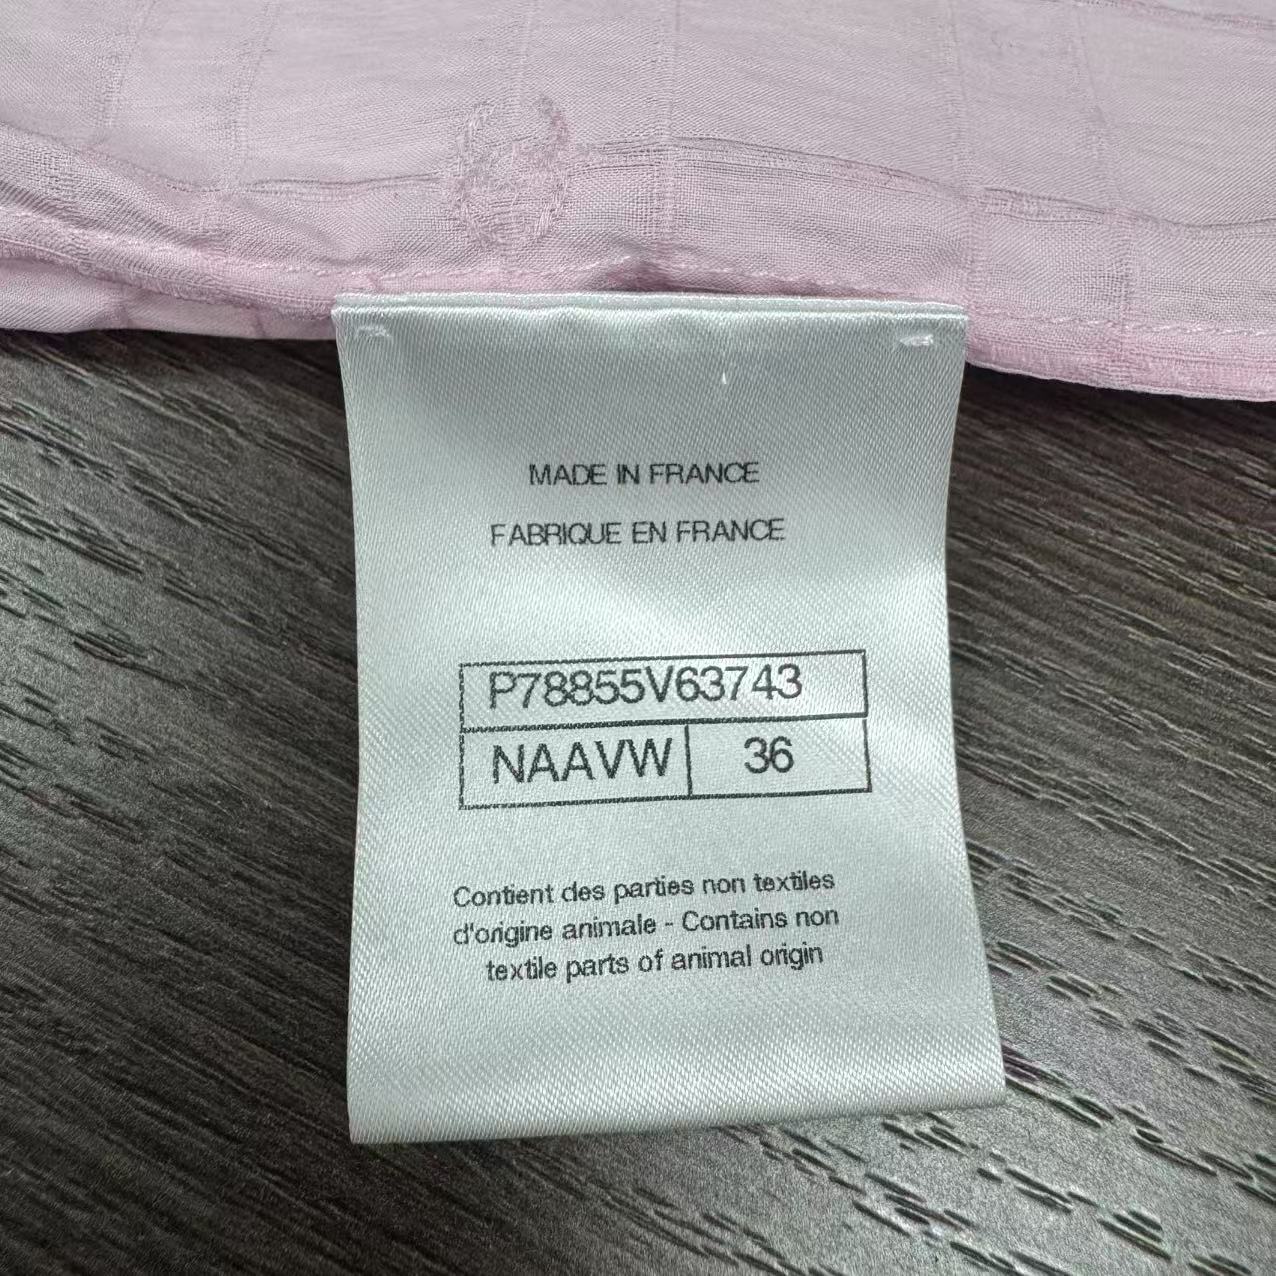 MADE IN FRANCE
FABRIQUE EN FRANCE
P78855V63743
NAAVW 36
Contient des parties non textiles
d'origine animale - Contains non
textile parts of animal origin